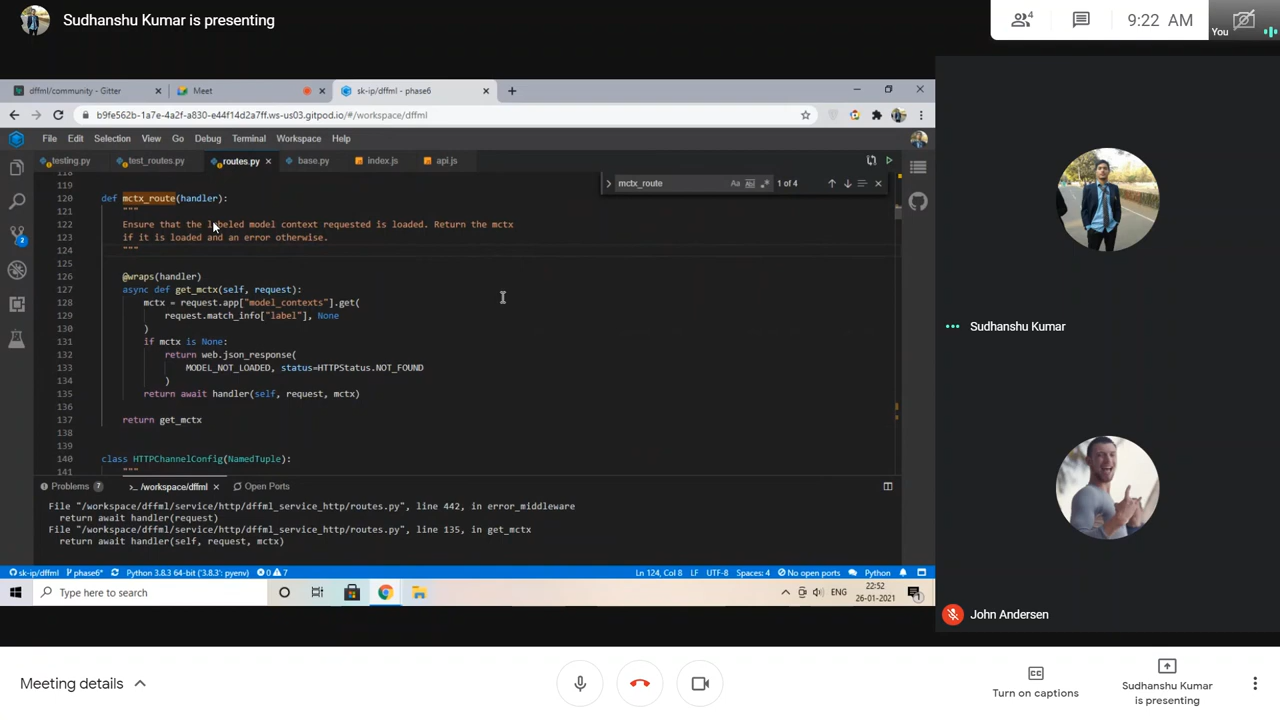 Sudhanshu Kumar is presenting
4
9:22 AM
You
dffml/community - Gitter
Meet
sk-ip/dffml - phase6
b9fe562b-1a7e-4a2f-a830-e44f14d2a7ff.ws-us03.gitpod.io/#/workspace/dffml
File Edit Selection View Go Debug Terminal Workspace Help
testing.py test_routes.py routes.py base.py index.js api.js
mctx_route 1 of 4
118
119
120 def mctx_route(handler):
121 """
122 Ensure that the labeled model context requested is loaded. Return the mctx
123 if it is loaded and an error otherwise.
124 """
125
126 @wraps(handler)
127 async def get_mctx(self, request):
128 mctx = request.app["model_contexts"].get(
129 request.match_info["label"], None
130 )
131 if mctx is None:
132 return web.json_response(
133 MODEL_NOT_LOADED, status=HTTPStatus.NOT_FOUND
134 )
135 return await handler(self, request, mctx)
136
137 return get_mctx
138
139
140 class HTTPChannelConfig(NamedTuple):
141 """
Problems 7 /workspace/dffml Open Ports
File "/workspace/dffml/service/http/dffml_service_http/routes.py", line 442, in error_middleware
return await handler(request)
File "/workspace/dffml/service/http/dffml_service_http/routes.py", line 135, in get_mctx
return await handler(self, request, mctx)
sk-ip/dffml phase6* Python 3.8.3 64-bit ('3.8.3': pyenv) 0 7 Ln 124, Col 8 LF UTF-8 Spaces: 4 No open ports Python
Type here to search
ENG
22:52
26-01-2021
1
2
Sudhanshu Kumar
John Andersen
Meeting details
Turn on captions
Sudhanshu Kumar
is presenting